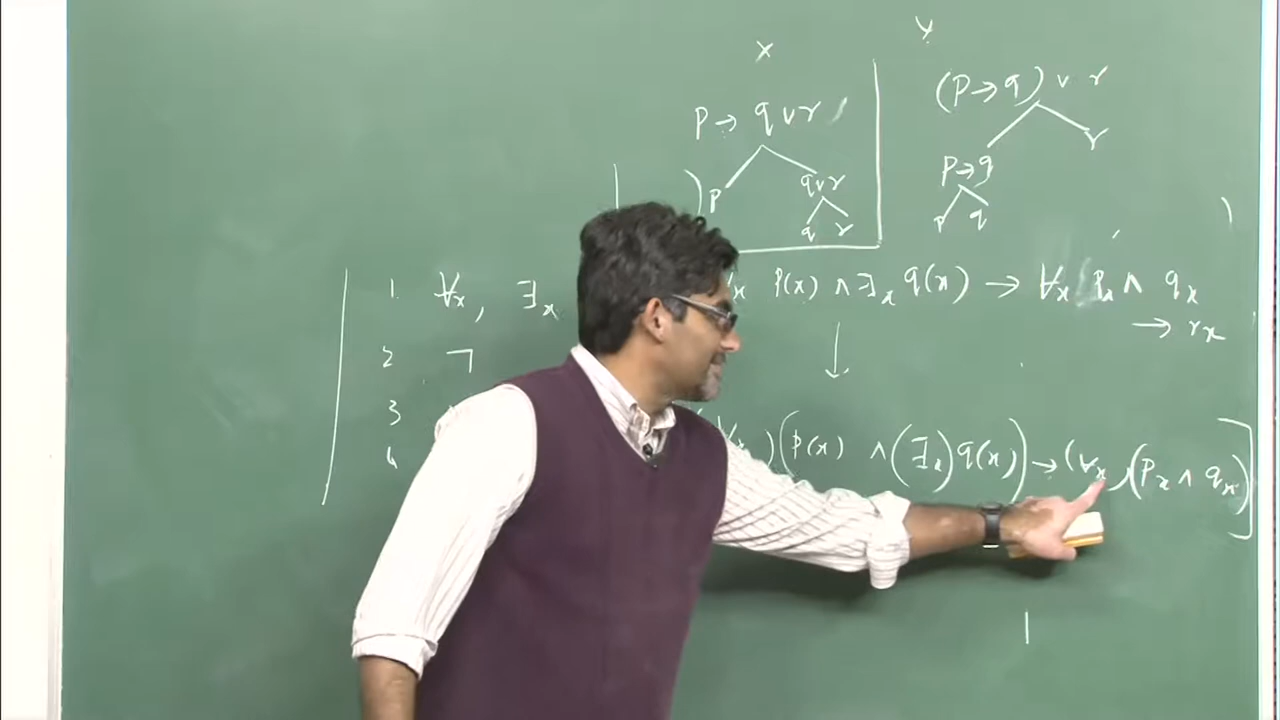 x
y
P → q ∨ r
(P → q) ∨ r
P
q∨r
q
r
P→q
r
P
q
1. ∀x, ∃x
x P(x) ∧ ∃x q(x) → ∀x Px ∧ qx
→ rx
2 ¬
3
4
)(P(x) ∧ (∃x) q(x)) → (∀x)(Px ∧ qx)]